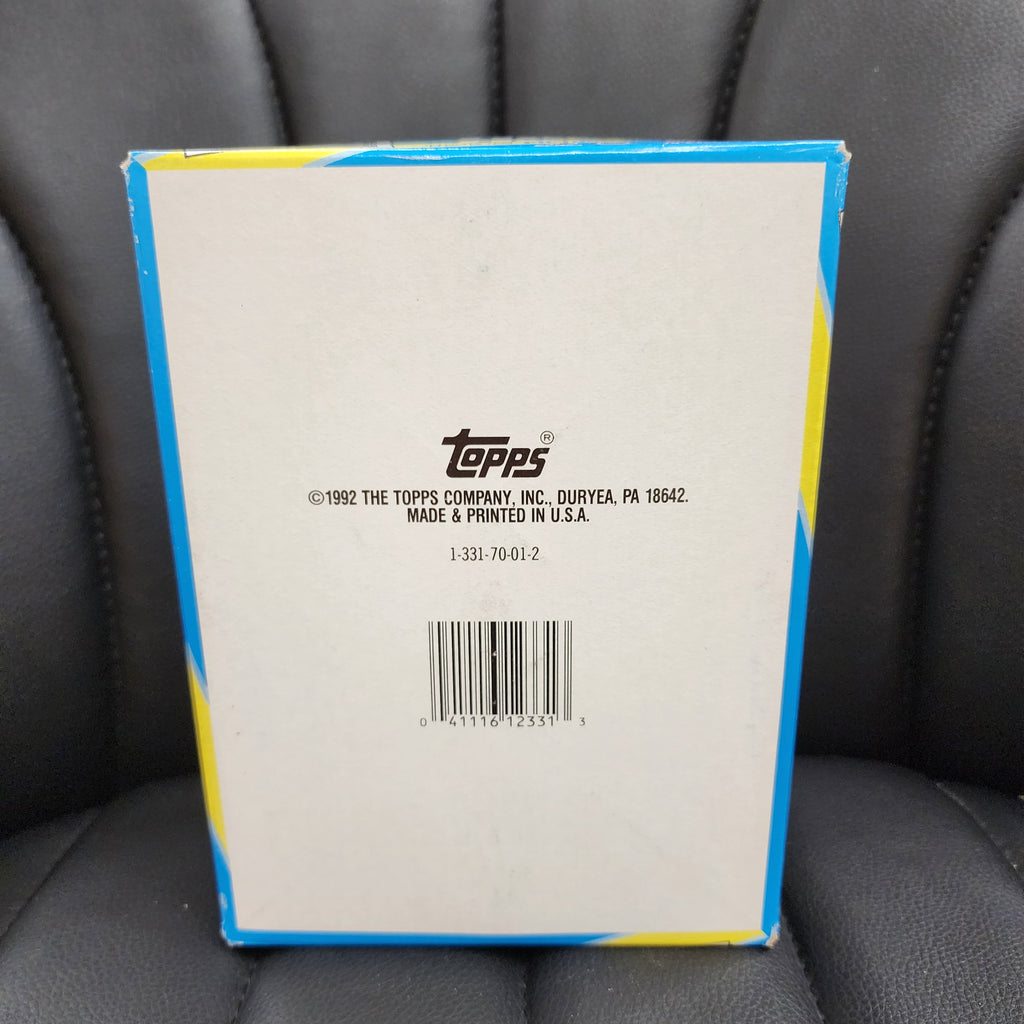 topps®
©1992 THE TOPPS COMPANY, INC., DURYEA, PA 18642.
MADE & PRINTED IN U.S.A.
1-331-70-01-2
0 41116 12331 3